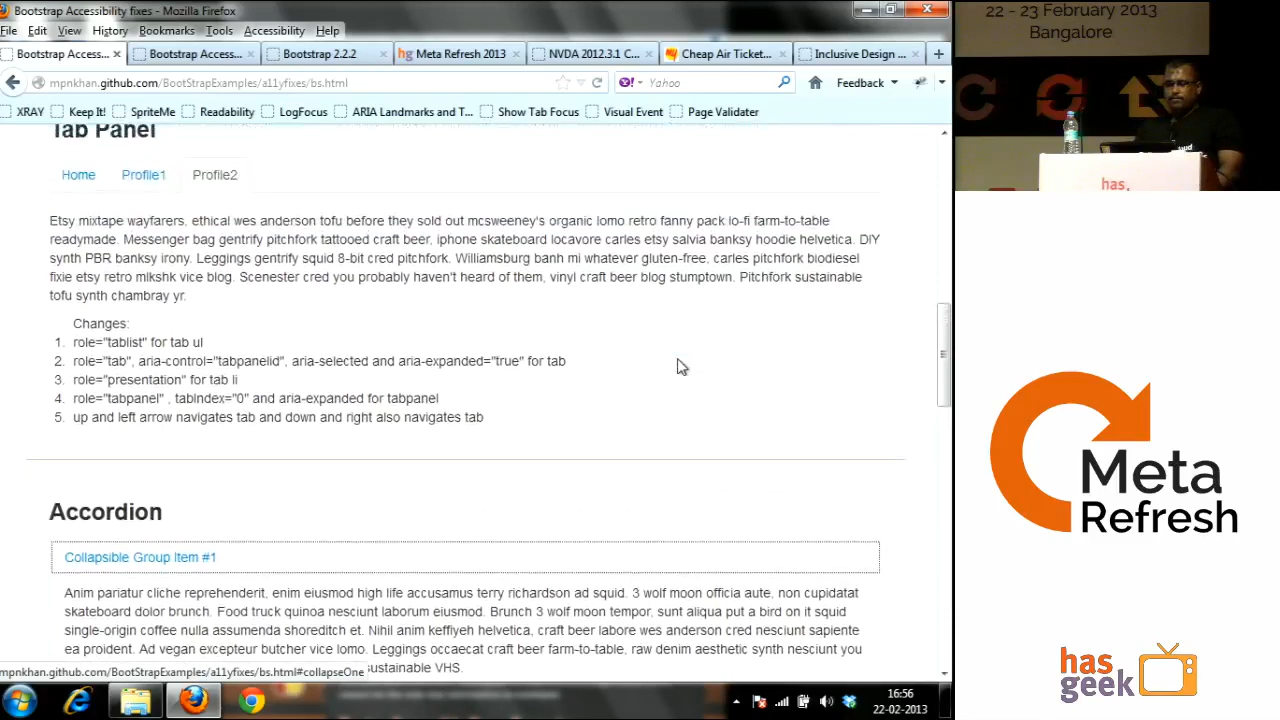 Bootstrap Accessibility fixes - Mozilla Firefox
File Edit View History Bookmarks Tools Accessibility Help
Bootstrap Access... × Bootstrap Access... × Bootstrap 2.2.2 × hg Meta Refresh 2013 × NVDA 2012.3.1 C... × Cheap Air Ticket... × Inclusive Design ... × +
mpnkhan.github.com/BootStrapExamples/a11yfixes/bs.html Y! Yahoo Feedback
XRAY Keep It! SpriteMe Readability LogFocus ARIA Landmarks and T... Show Tab Focus Visual Event Page Validater
Tab Panel
Home Profile1 Profile2
Etsy mixtape wayfarers, ethical wes anderson tofu before they sold out mcsweeney's organic lomo retro fanny pack lo-fi farm-to-table
readymade. Messenger bag gentrify pitchfork tattooed craft beer, iphone skateboard locavore carles etsy salvia banksy hoodie helvetica. DIY
synth PBR banksy irony. Leggings gentrify squid 8-bit cred pitchfork. Williamsburg banh mi whatever gluten-free, carles pitchfork biodiesel
fixie etsy retro mlkshk vice blog. Scenester cred you probably haven't heard of them, vinyl craft beer blog stumptown. Pitchfork sustainable
tofu synth chambray yr.
Changes:
1. role="tablist" for tab ul
2. role="tab", aria-control="tabpanelid", aria-selected and aria-expanded="true" for tab
3. role="presentation" for tab li
4. role="tabpanel" , tabIndex="0" and aria-expanded for tabpanel
5. up and left arrow navigates tab and down and right also navigates tab
Accordion
Collapsible Group Item #1
Anim pariatur cliche reprehenderit, enim eiusmod high life accusamus terry richardson ad squid. 3 wolf moon officia aute, non cupidatat
skateboard dolor brunch. Food truck quinoa nesciunt laborum eiusmod. Brunch 3 wolf moon tempor, sunt aliqua put a bird on it squid
single-origin coffee nulla assumenda shoreditch et. Nihil anim keffiyeh helvetica, craft beer labore wes anderson cred nesciunt sapiente
ea proident. Ad vegan excepteur butcher vice lomo. Leggings occaecat craft beer farm-to-table, raw denim aesthetic synth nesciunt you
mpnkhan.github.com/BootStrapExamples/a11yfixes/bs.html#collapseOne sustainable VHS.
16:56
22-02-2013
22 - 23 February 2013
Bangalore
has,
Meta
Refresh
has
geek